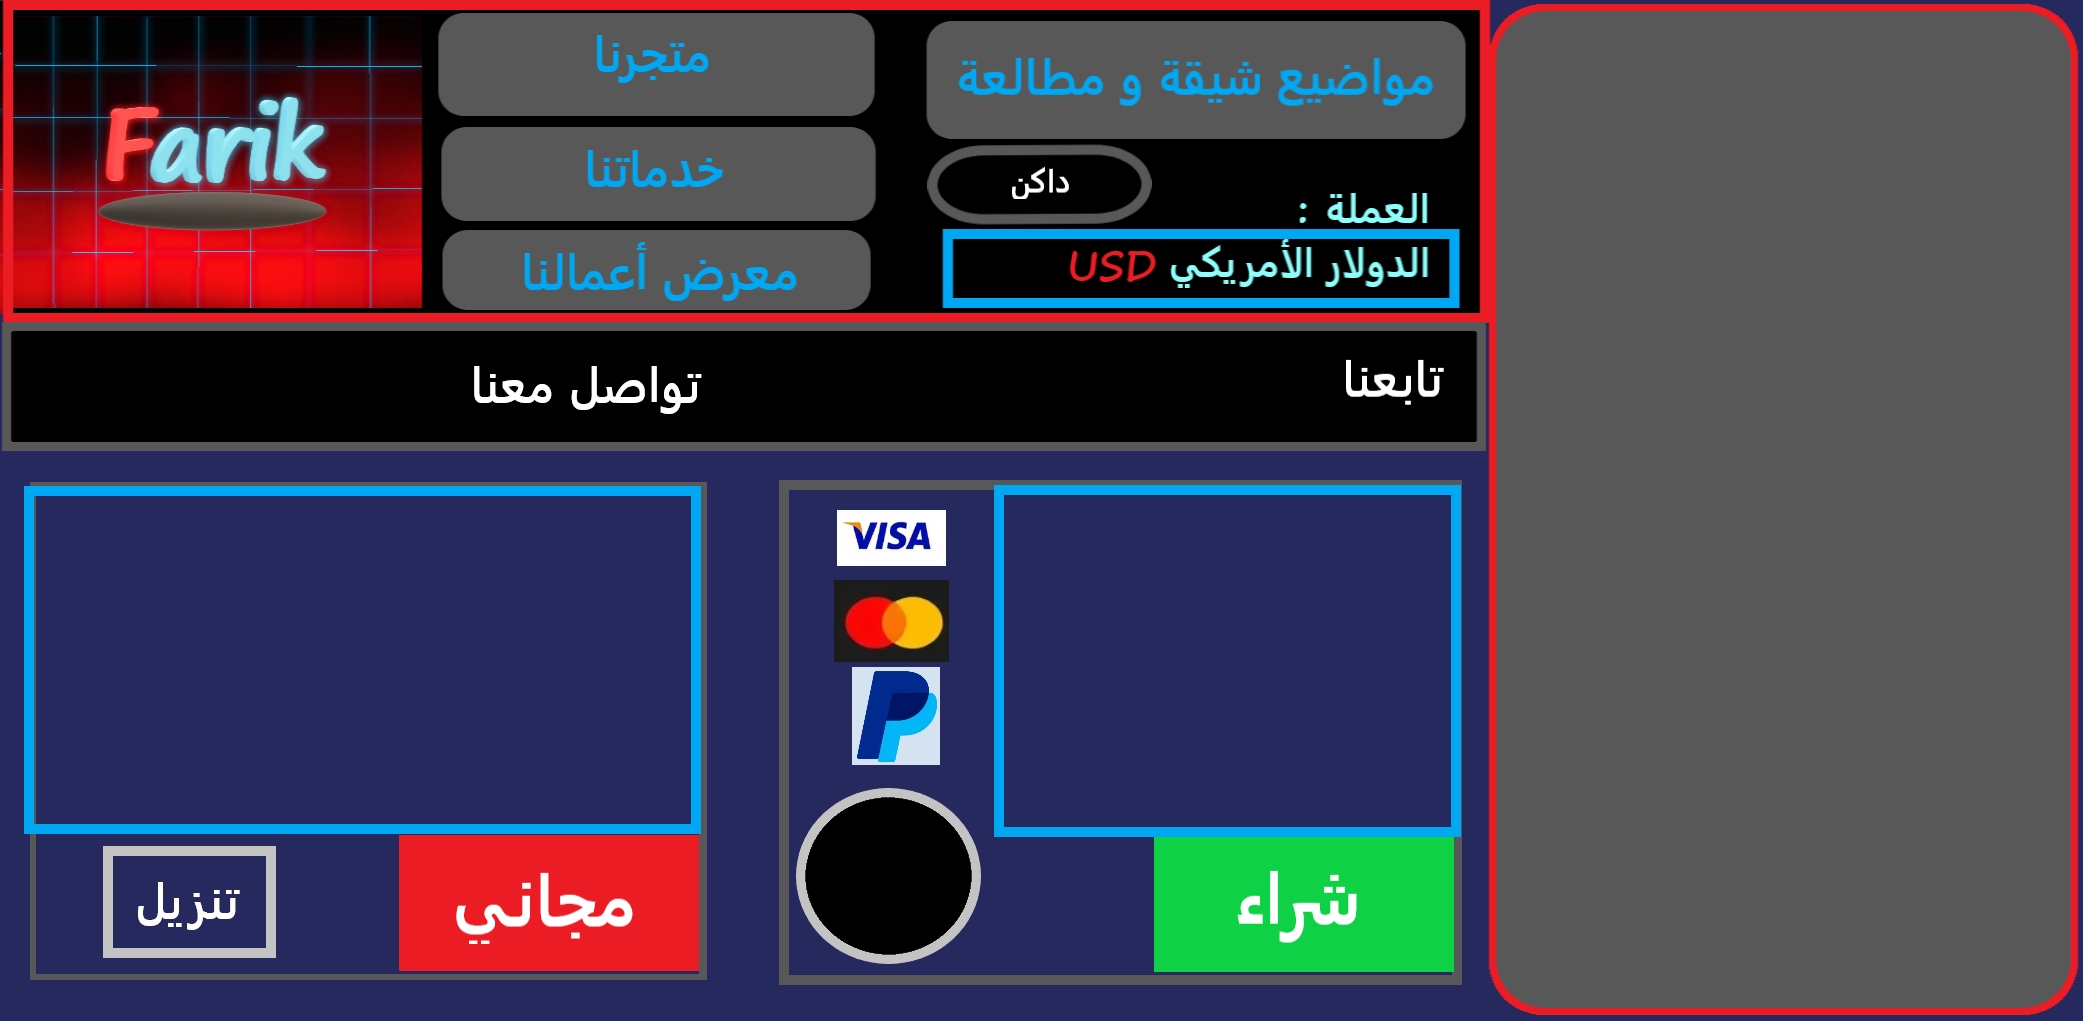 Farik
متجرنا
خدماتنا
معرض أعمالنا
مواضيع شيقة و مطالعة
داكن
العملة :
الدولار الأمريكي USD
تابعنا
تواصل معنا
VISA
شراء
مجاني
تنزيل